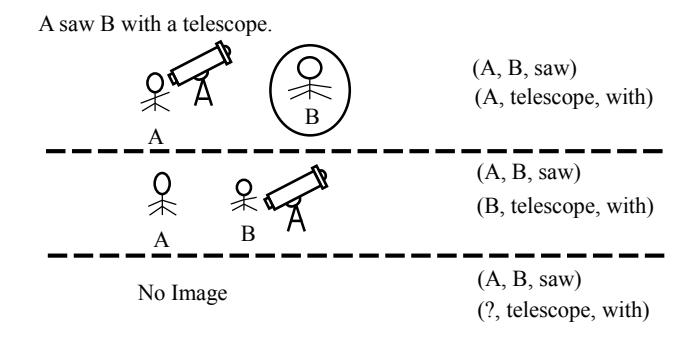 A saw B with a telescope.
(A, B, saw)
(A, telescope, with)
B
A
(A, B, saw)
(B, telescope, with)
A
B
No Image
(A, B, saw)
(?, telescope, with)